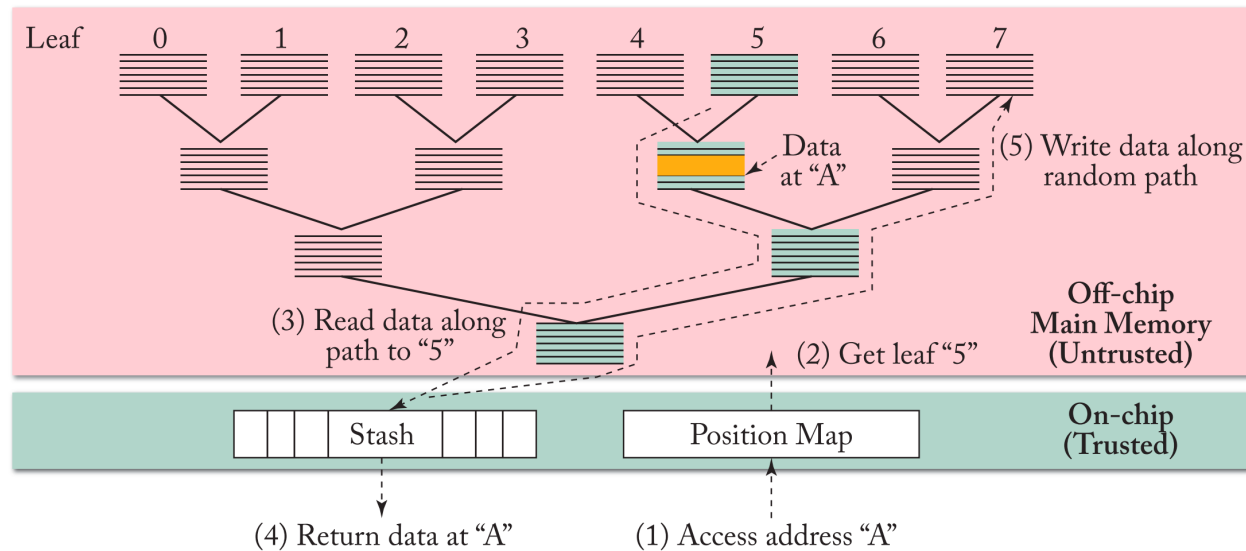 Leaf 0 1 2 3 4 5 6 7
Data
at “A”
(5) Write data along
random path
(3) Read data along
path to “5”
Off-chip
Main Memory
(Untrusted)
(2) Get leaf “5”
Stash
Position Map
On-chip
(Trusted)
(4) Return data at “A”
(1) Access address “A”